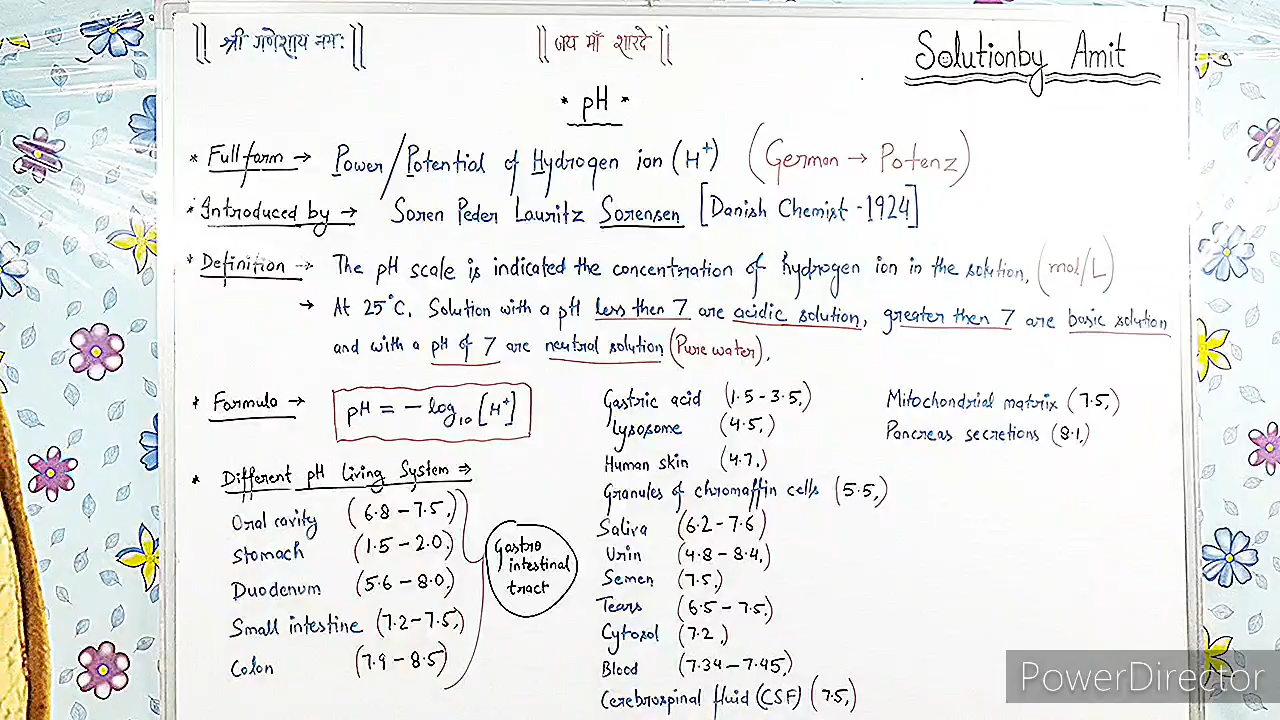 || श्री गणेशाय नमः ||
|| जय माँ शारदे ||
Solutionby Amit
* pH *
* Full form → Power/Potential of Hydrogen ion (H⁺) (German → Potenz)
* Introduced by → Soren Peder Lauritz Sorensen [Danish Chemist - 1924]
* Definition → The pH scale is indicated the concentration of hydrogen ion in the solution, (mol/L)
→ At 25°C. Solution with a pH less then 7 are acidic solution, greater then 7 are basic solution
and with a pH of 7 are neutral solution (Pure water),
* Formula → pH = - log₁₀ [H⁺]
* Different pH Living System ⇒
Oral cavity (6.8 - 7.5,)
Stomach (1.5 - 2.0,)
Duodenum (5.6 - 8.0)
Small intestine (7.2 - 7.5,)
Colon (7.9 - 8.5)
Gastro
intestinal
tract
Gastric acid (1.5 - 3.5,)
Lysosome (4.5,)
Human skin (4.7,)
Granules of chromaffin cells (5.5,)
Saliva (6.2 - 7.6)
Urin (4.8 - 8.4,)
Semen (7.5,)
Tears (6.5 - 7.5,)
Cytosol (7.2,)
Blood (7.34 - 7.45,)
Cerebrospinal fluid (CSF) (7.5,)
Mitochondrial matrix (7.5,)
Pancreas secretions (8.1,)
PowerDirector